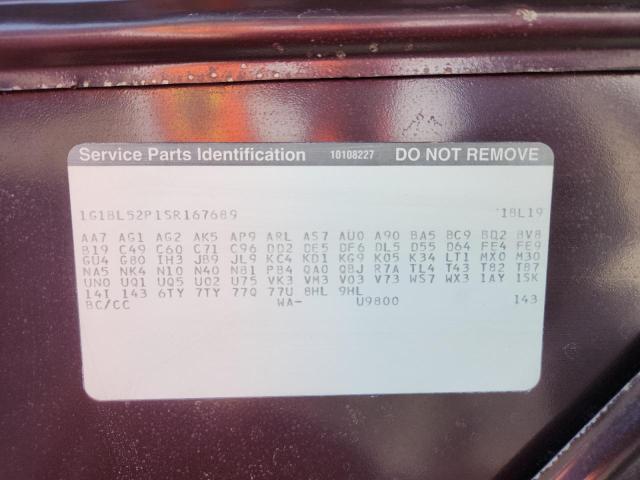 Service Parts Identification 10108227 DO NOT REMOVE
1G1BL52P1SR167689 1BL19
AA7 AG1 AG2 AK5 AP9 ARL AS7 AU0 A90 BA5 BC9 BD2 BV8
B19 C49 C60 C71 C96 DD2 DE5 DF6 DL5 D55 D64 FE4 FE9
GU4 G80 IH3 JB9 JL9 KC4 KD1 KG9 K05 K34 LT1 MX0 M30
NA5 NK4 N10 N40 N81 PB4 QA0 QBJ R7A TL4 T43 T82 T87
UN0 UQ1 UQ5 U02 U75 VK3 VM3 V03 V73 WS7 WX3 1AY 1SK
14I 143 6TY 7TY 77Q 77U 8HL 9HL
BC/CC WA- U9800 143